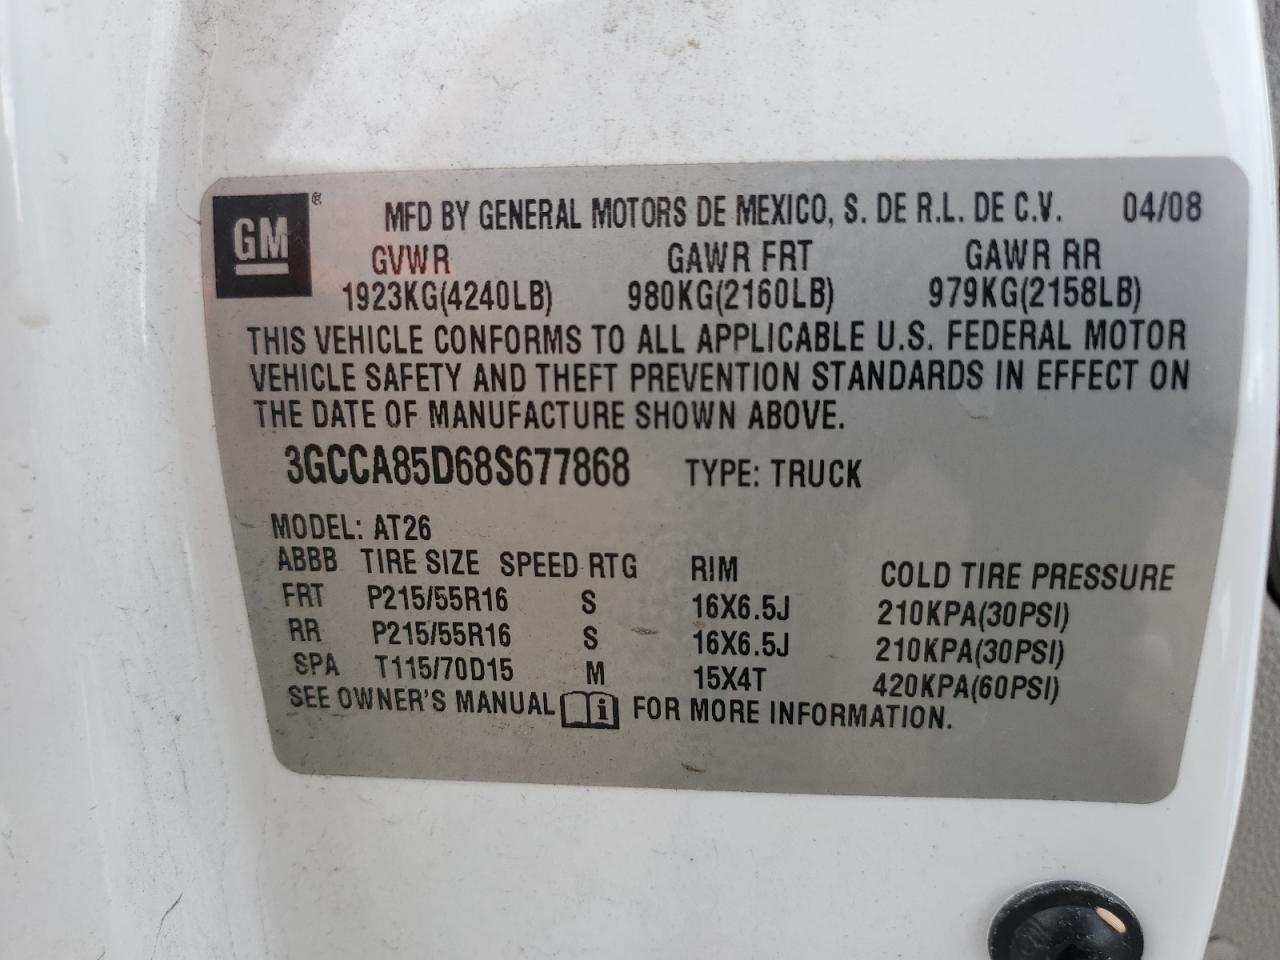 GM ® MFD BY GENERAL MOTORS DE MEXICO, S. DE R.L. DE C.V. 04/08
GVWR GAWR FRT GAWR RR
1923KG(4240LB) 980KG(2160LB) 979KG(2158LB)
THIS VEHICLE CONFORMS TO ALL APPLICABLE U.S. FEDERAL MOTOR
VEHICLE SAFETY AND THEFT PREVENTION STANDARDS IN EFFECT ON
THE DATE OF MANUFACTURE SHOWN ABOVE.
3GCCA85D68S677868 TYPE: TRUCK
MODEL: AT26
ABBB TIRE SIZE SPEED RTG RIM COLD TIRE PRESSURE
FRT P215/55R16 S 16X6.5J 210KPA(30PSI)
RR P215/55R16 S 16X6.5J 210KPA(30PSI)
SPA T115/70D15 M 15X4T 420KPA(60PSI)
SEE OWNER'S MANUAL i FOR MORE INFORMATION.